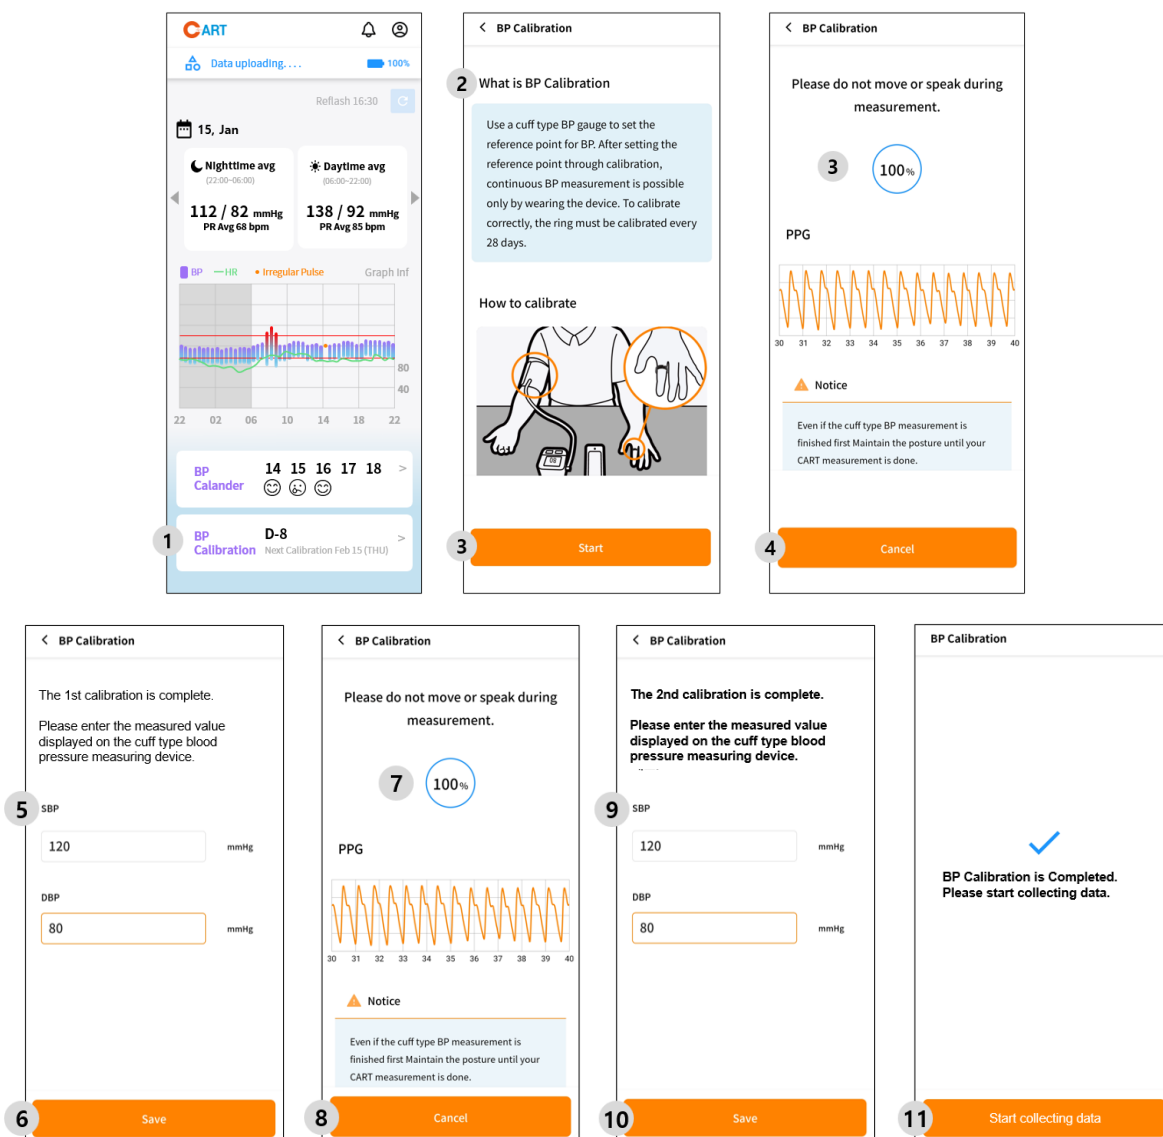 CART
Data uploading.... 100%
Reflash 16:30
15, Jan
Nighttime avg
(22:00~06:00)
112 / 82 mmHg
PR Avg 68 bpm
Daytime avg
(06:00~22:00)
138 / 92 mmHg
PR Avg 85 bpm
BP HR Irregular Pulse Graph Inf
80
40
22 02 06 10 14 18 22
BP
Calander
14 15 16 17 18 >
1
BP
Calibration
D-8
Next Calibration Feb 15 (THU) >
< BP Calibration
2 What is BP Calibration
Use a cuff type BP gauge to set the
reference point for BP. After setting the
reference point through calibration,
continuous BP measurement is possible
only by wearing the device. To calibrate
correctly, the ring must be calibrated every
28 days.
How to calibrate
80
3 Start
< BP Calibration
Please do not move or speak during
measurement.
3 100%
PPG
30 31 32 33 34 35 36 37 38 39 40
Notice
Even if the cuff type BP measurement is
finished first Maintain the posture until your
CART measurement is done.
4 Cancel
< BP Calibration
The 1st calibration is complete.
Please enter the measured value
displayed on the cuff type blood
pressure measuring device.
5 SBP
120 mmHg
DBP
80 mmHg
6 Save
< BP Calibration
Please do not move or speak during
measurement.
7 100%
PPG
30 31 32 33 34 35 36 37 38 39 40
Notice
Even if the cuff type BP measurement is
finished first Maintain the posture until your
CART measurement is done.
8 Cancel
< BP Calibration
The 2nd calibration is complete.
Please enter the measured value
displayed on the cuff type blood
pressure measuring device.
9 SBP
120 mmHg
DBP
80 mmHg
10 Save
BP Calibration
BP Calibration is Completed.
Please start collecting data.
11 Start collecting data